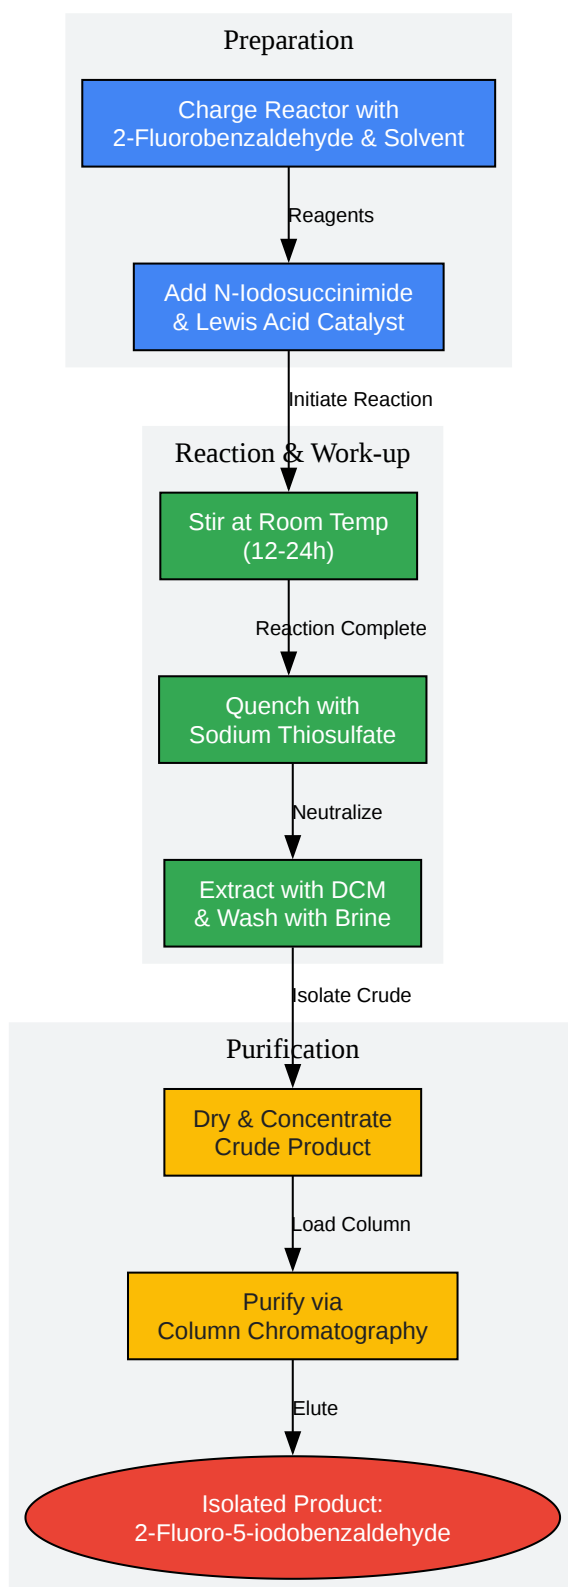 Preparation
Charge Reactor with
2-Fluorobenzaldehyde & Solvent
Reagents
Add N-Iodosuccinimide
& Lewis Acid Catalyst
Initiate Reaction
Reaction & Work-up
Stir at Room Temp
(12-24h)
Reaction Complete
Quench with
Sodium Thiosulfate
Neutralize
Extract with DCM
& Wash with Brine
Isolate Crude
Purification
Dry & Concentrate
Crude Product
Load Column
Purify via
Column Chromatography
Elute
Isolated Product:
2-Fluoro-5-iodobenzaldehyde